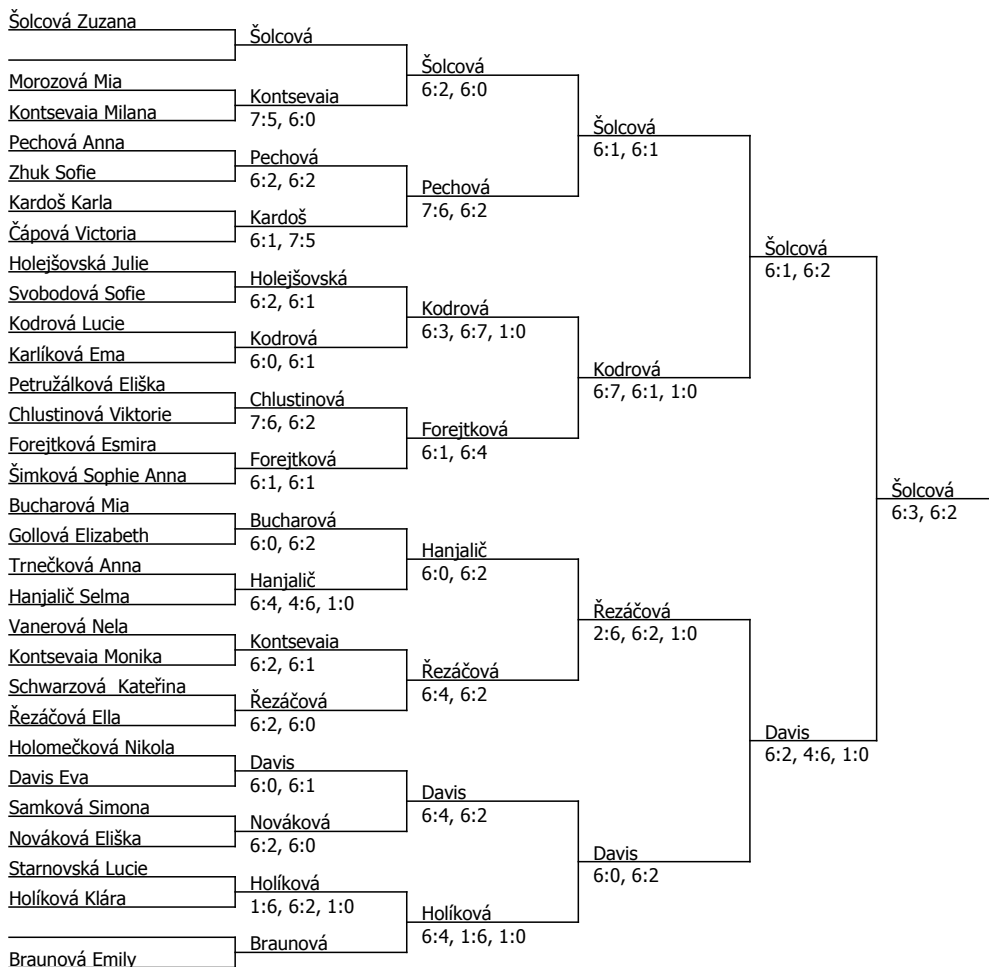 Šolcová Zuzana
Morozová Mia
Kontsevaia Milana
Pechová Anna
Zhuk Sofie
Kardoš Karla
Čápová Victoria
Holejšovská Julie
Svobodová Sofie
Kodrová Lucie
Karlíková Ema
Petružálková Eliška
Chlustinová Viktorie
Forejtková Esmira
Šimková Sophie Anna
Bucharová Mia
Gollová Elizabeth
Trnečková Anna
Hanjalič Selma
Vanerová Nela
Kontsevaia Monika
Schwarzová  Kateřina
Řezáčová Ella
Holomečková Nikola
Davis Eva
Samková Simona
Nováková Eliška
Starnovská Lucie
Holíková Klára
Braunová Emily
Šolcová
Kontsevaia
7:5, 6:0
Pechová
6:2, 6:2
Kardoš
6:1, 7:5
Holejšovská
6:2, 6:1
Kodrová
6:0, 6:1
Chlustinová
7:6, 6:2
Forejtková
6:1, 6:1
Bucharová
6:0, 6:2
Hanjalič
6:4, 4:6, 1:0
Kontsevaia
6:2, 6:1
Řezáčová
6:2, 6:0
Davis
6:0, 6:1
Nováková
6:2, 6:0
Holíková
1:6, 6:2, 1:0
Braunová
Šolcová
6:2, 6:0
Pechová
7:6, 6:2
Kodrová
6:3, 6:7, 1:0
Forejtková
6:1, 6:4
Hanjalič
6:0, 6:2
Řezáčová
6:4, 6:2
Davis
6:4, 6:2
Holíková
6:4, 1:6, 1:0
Šolcová
6:1, 6:1
Kodrová
6:7, 6:1, 1:0
Řezáčová
2:6, 6:2, 1:0
Davis
6:0, 6:2
Šolcová
6:1, 6:2
Davis
6:2, 4:6, 1:0
Šolcová
6:3, 6:2